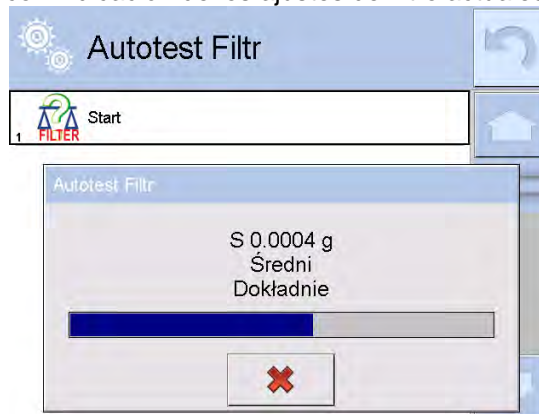 Autotest Filtr
Start
1 FILTER
Autotest Filtr
S 0.0004 g
Średni
Dokładnie